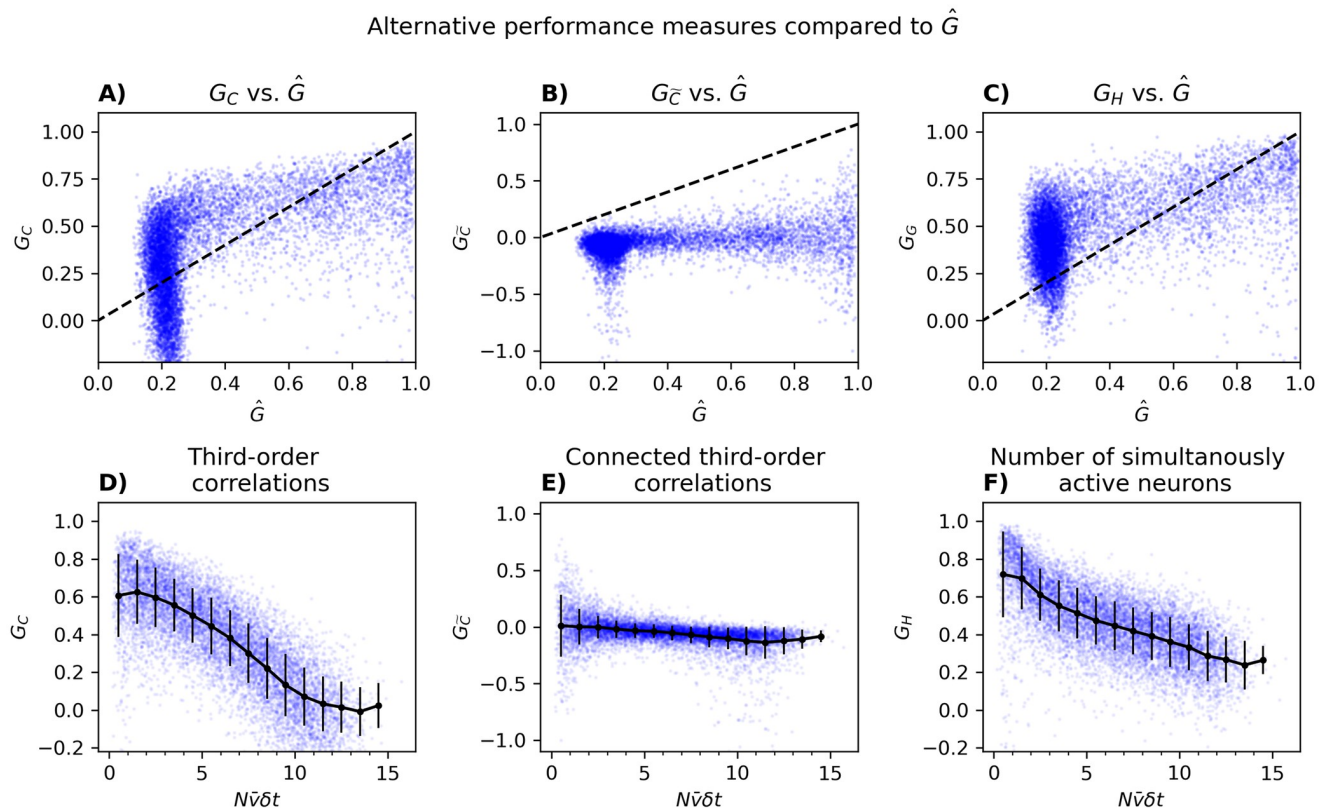 Alternative performance measures compared to Ĝ
A) G_C vs. Ĝ
B) G_C̃ vs. Ĝ
C) G_H vs. Ĝ
G_C
1.00
0.75
0.50
0.25
0.00
0.0 0.2 0.4 0.6 0.8 1.0
Ĝ
G_C̃
1.0
0.5
0.0
−0.5
−1.0
0.0 0.2 0.4 0.6 0.8 1.0
Ĝ
G_G
1.00
0.75
0.50
0.25
0.00
0.0 0.2 0.4 0.6 0.8 1.0
Ĝ
Third-order
D) correlations
Connected third-order
E) correlations
Number of simultanously
F) active neurons
G_C
1.0
0.8
0.6
0.4
0.2
0.0
−0.2
0 5 10 15
Nν̄δt
G_C̃
1.0
0.5
0.0
−0.5
−1.0
0 5 10 15
Nν̄δt
G_H
1.0
0.8
0.6
0.4
0.2
0.0
−0.2
0 5 10 15
Nν̄δt